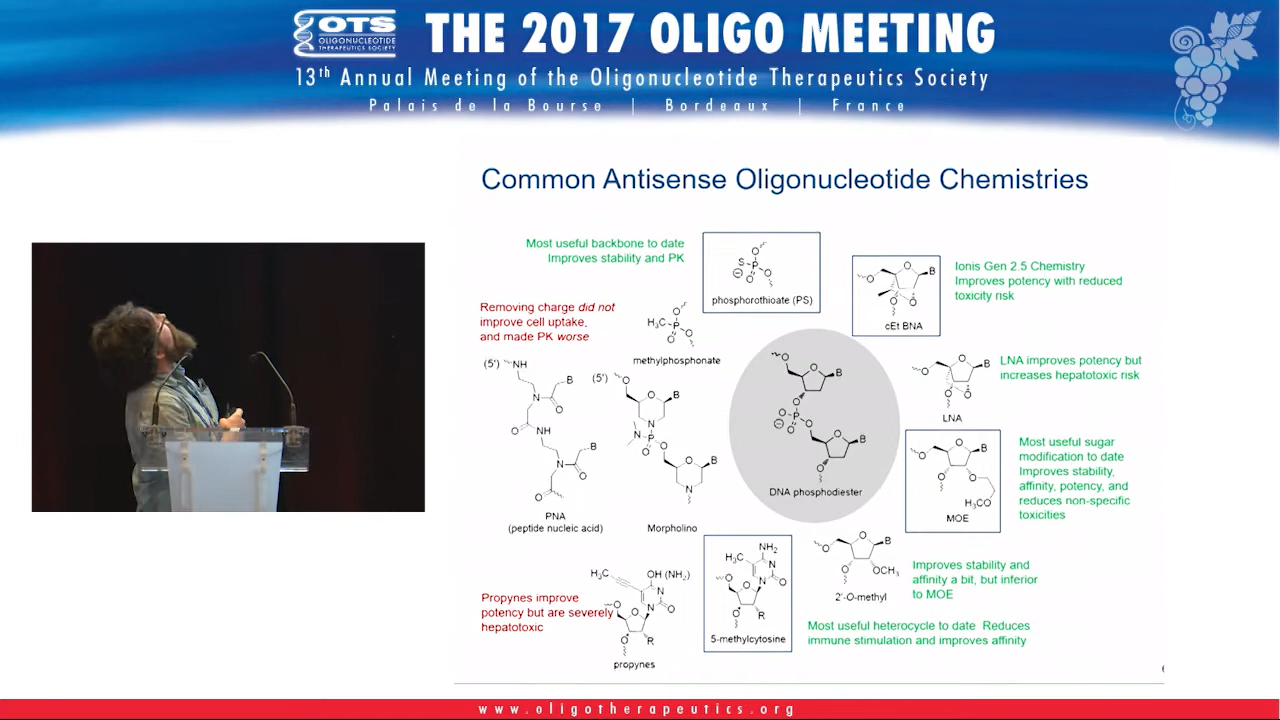 OTS
OLIGONUCLEOTIDE
THERAPEUTICS SOCIETY
THE 2017 OLIGO MEETING
13th Annual Meeting of the Oligonucleotide Therapeutics Society
Palais de la Bourse | Bordeaux | France
Common Antisense Oligonucleotide Chemistries
Most useful backbone to date
Improves stability and PK
phosphorothioate (PS)
Ionis Gen 2.5 Chemistry
Improves potency with reduced
toxicity risk
cEt BNA
Removing charge did not
improve cell uptake,
and made PK worse
methylphosphonate
LNA improves potency but
increases hepatotoxic risk
LNA
(5')
(5')
PNA
(peptide nucleic acid)
Morpholino
DNA phosphodiester
Most useful sugar
modification to date
Improves stability,
affinity, potency, and
reduces non-specific
toxicities
MOE
Propynes improve
potency but are severely
hepatotoxic
propynes
5-methylcytosine
2'-O-methyl
Improves stability and
affinity a bit, but inferior
to MOE
Most useful heterocycle to date Reduces
immune stimulation and improves affinity
www.oligotherapeutics.org